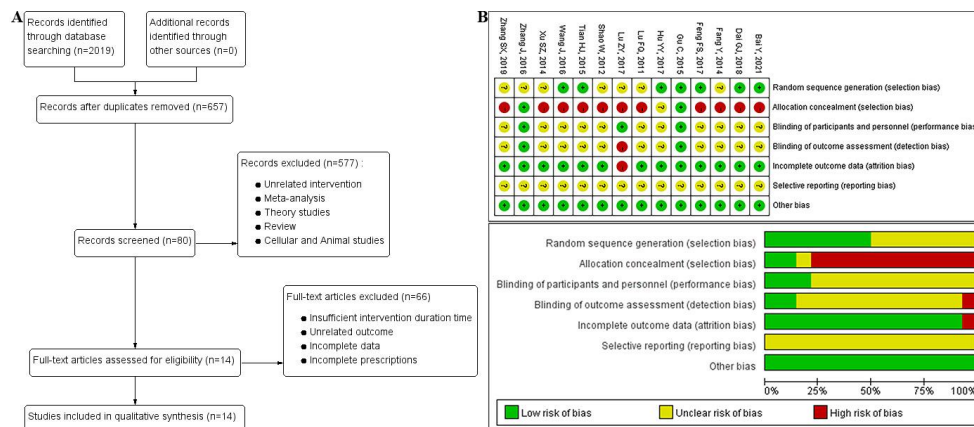 A
Records identified
through database
searching (n=2019)
Additional records
identified through
other sources (n=0)
Records after duplicates removed (n=657)
Records excluded (n=577) :
Unrelated intervention
Meta-analysis
Theory studies
Review
Cellular and Animal studies
Records screened (n=80)
Full-text articles excluded (n=66)
Insufficient intervention duration time
Unrelated outcome
Incomplete data
Incomplete prescriptions
Full-text articles assessed for eligibility (n=14)
Studies included in qualitative synthesis (n=14)
B
Zhang SX, 2019
Zhang J, 2016
Xu SZ, 2014
Wang J, 2016
Tian HJ, 2015
Shao W, 2012
Lu ZY, 2017
Lu FQ, 2011
Hu YY, 2017
Gu C, 2015
Feng FS, 2017
Fang Y, 2014
Dai GJ, 2018
Bai Y, 2021
Random sequence generation (selection bias)
Allocation concealment (selection bias)
Blinding of participants and personnel (performance bias
Blinding of outcome assessment (detection bias)
Incomplete outcome data (attrition bias)
Selective reporting (reporting bias)
Other bias
Random sequence generation (selection bias)
Allocation concealment (selection bias)
Blinding of participants and personnel (performance bias)
Blinding of outcome assessment (detection bias)
Incomplete outcome data (attrition bias)
Selective reporting (reporting bias)
Other bias
0% 25% 50% 75% 100%
Low risk of bias Unclear risk of bias High risk of bias